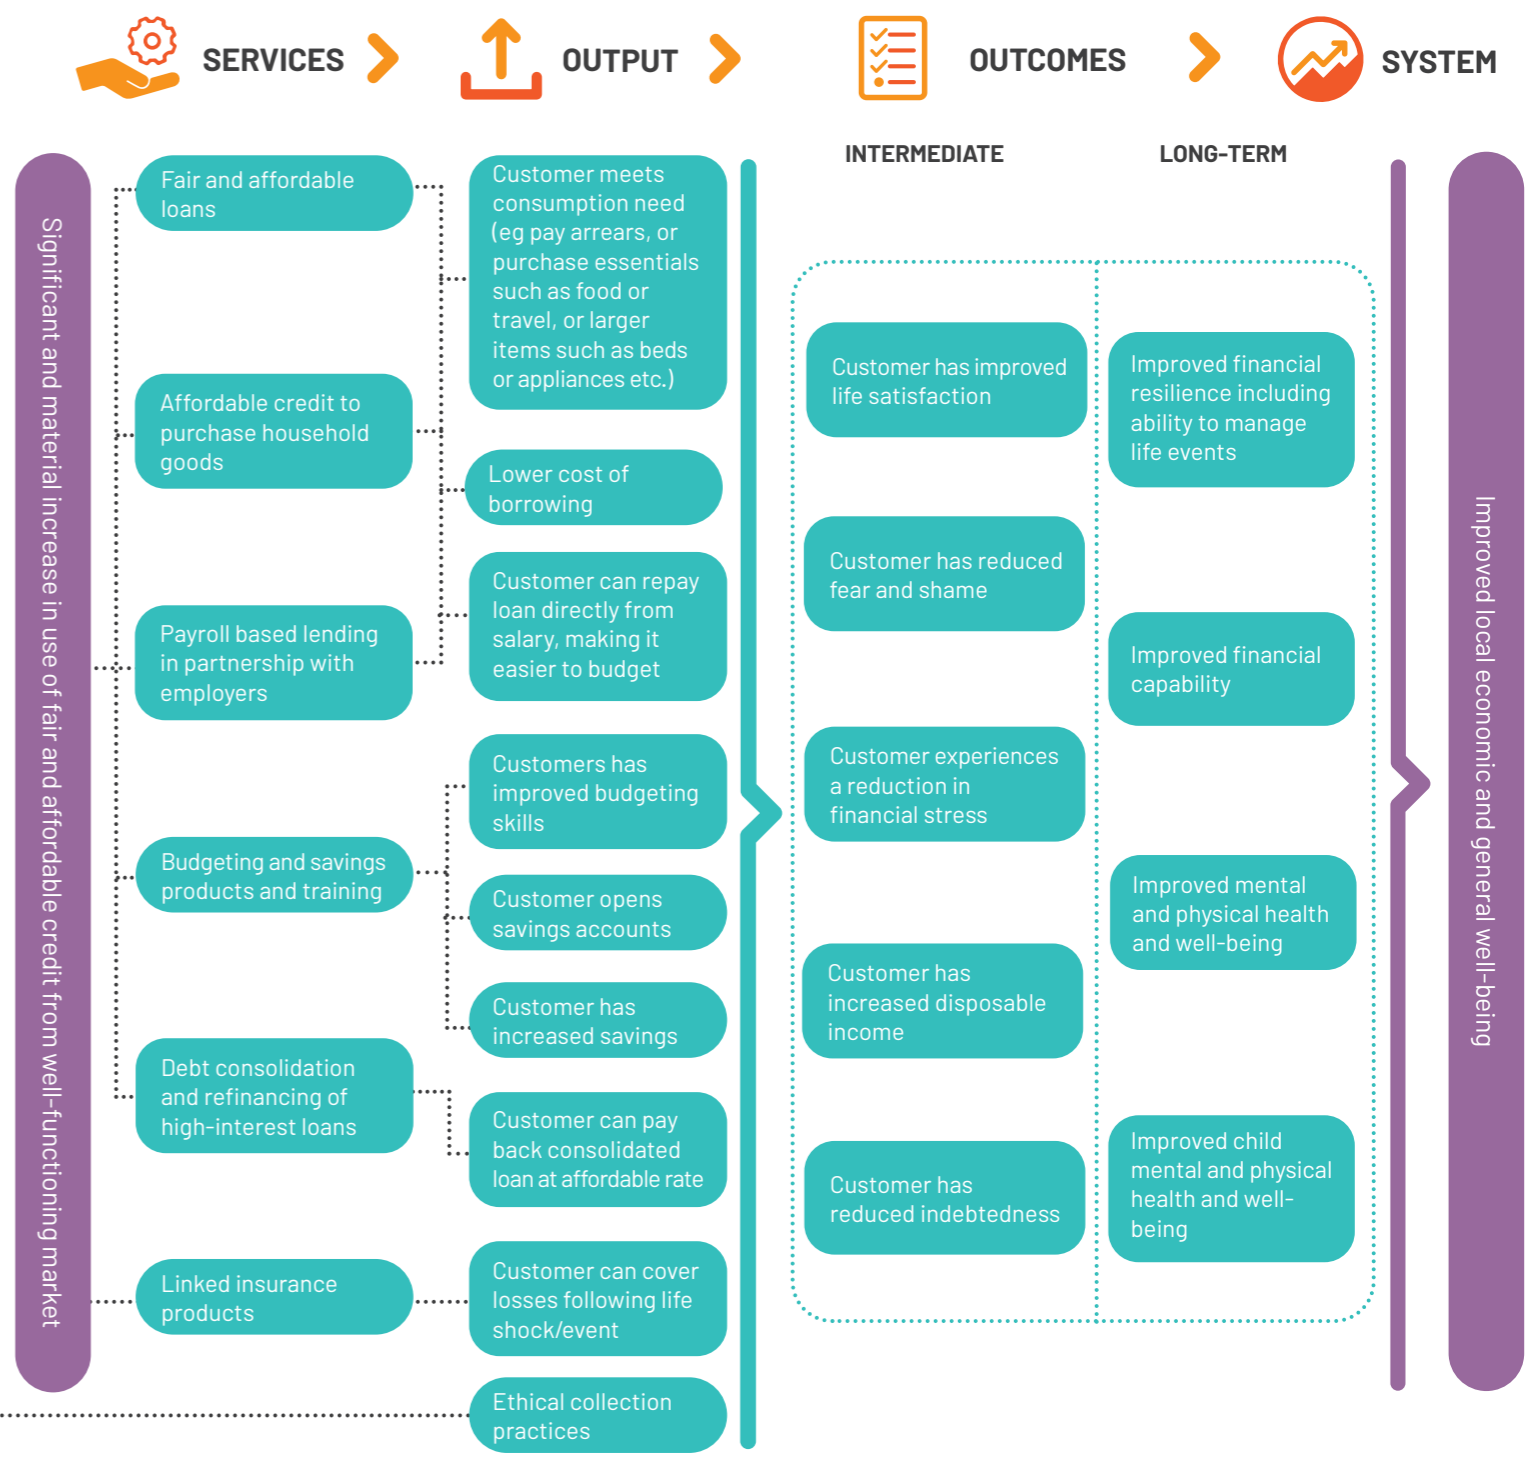 SERVICES
OUTPUT
OUTCOMES
SYSTEM
INTERMEDIATE
LONG-TERM
Significant and material increase in use of fair and affordable credit from well-functioning market
Fair and affordable
loans
Affordable credit to
purchase household
goods
Payroll based lending
in partnership with
employers
Budgeting and savings
products and training
Debt consolidation
and refinancing of
high-interest loans
Linked insurance
products
Customer meets
consumption need
(eg pay arrears, or
purchase essentials
such as food or
travel, or larger
items such as beds
or appliances etc.)
Lower cost of
borrowing
Customer can repay
loan directly from
salary, making it
easier to budget
Customers has
improved budgeting
skills
Customer opens
savings accounts
Customer has
increased savings
Customer can pay
back consolidated
loan at affordable rate
Customer can cover
losses following life
shock/event
Ethical collection
practices
Customer has improved
life satisfaction
Customer has reduced
fear and shame
Customer experiences
a reduction in
financial stress
Customer has
increased disposable
income
Customer has
reduced indebtedness
Improved financial
resilience including
ability to manage
life events
Improved financial
capability
Improved mental
and physical health
and well-being
Improved child
mental and physical
health and well-
being
Improved local economic and general well-being